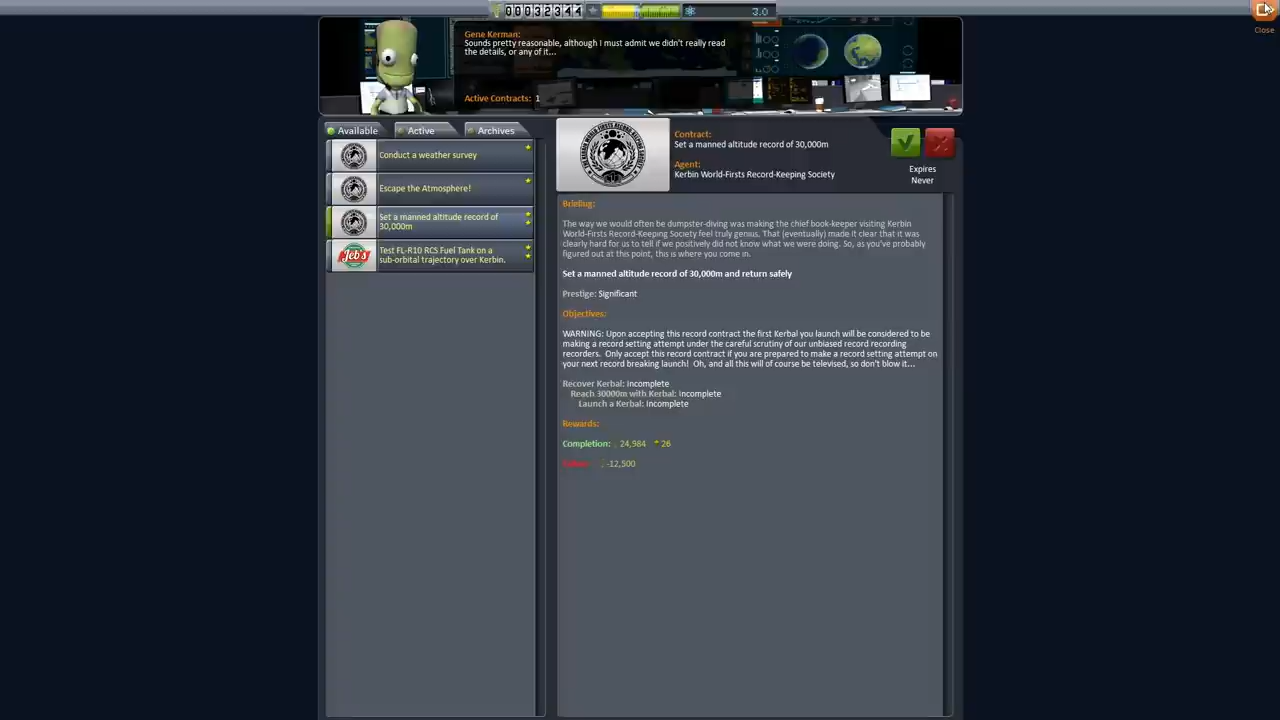 00032344
3.0
Close
Gene Kerman:
Sounds pretty reasonable, although I must admit we didn't really read
the details, or any of it...
Active Contracts: 1
Available
Active
Archives
Conduct a weather survey
Escape the Atmosphere!
Set a manned altitude record of
30,000m
Jeb's
Test FL-R10 RCS Fuel Tank on a
sub-orbital trajectory over Kerbin.
Contract:
Set a manned altitude record of 30,000m
Agent:
Kerbin World-Firsts Record-Keeping Society
Expires
Never
Briefing:
The way we would often be dumpster-diving was making the chief book-keeper visiting Kerbin
World-Firsts Record-Keeping Society feel truly genius. That (eventually) made it clear that it was
clearly hard for us to tell if we positively did not know what we were doing. So, as you've probably
figured out at this point, this is where you come in.
Set a manned altitude record of 30,000m and return safely
Prestige: Significant
Objectives:
WARNING: Upon accepting this record contract the first Kerbal you launch will be considered to be
making a record setting attempt under the careful scrutiny of our unbiased record recording
recorders. Only accept this record contract if you are prepared to make a record setting attempt on
your next record breaking launch! Oh, and all this will of course be televised, so don't blow it...
Recover Kerbal: Incomplete
Reach 30000m with Kerbal: Incomplete
Launch a Kerbal: Incomplete
Rewards:
Completion: 24,984 26
-12,500